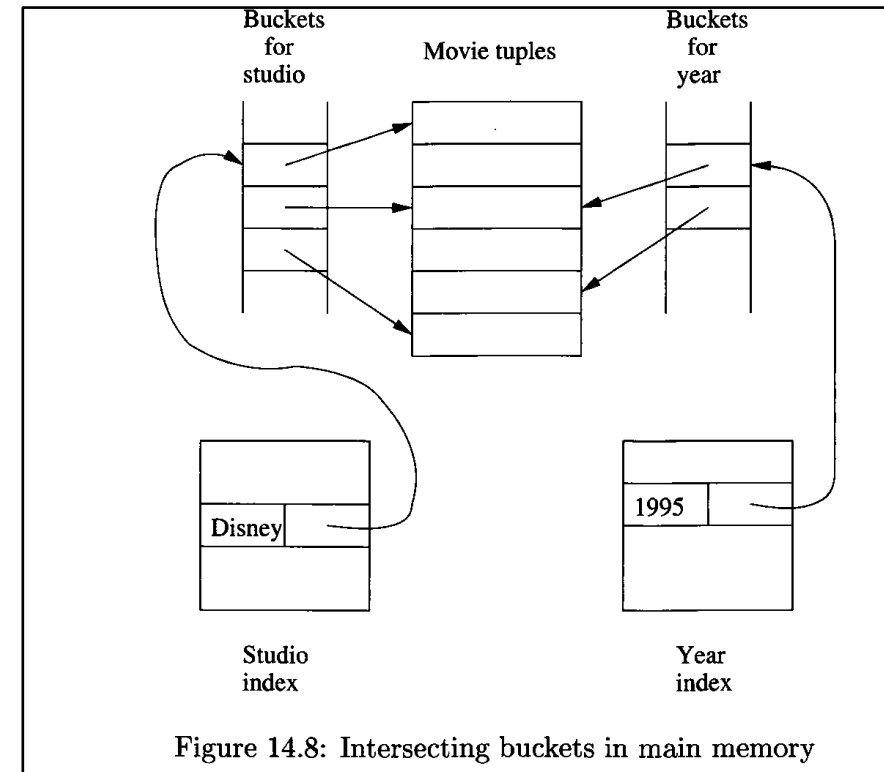 Buckets
for
studio
Movie tuples
Buckets
for
year
Disney
1995
Studio
index
Year
index
Figure 14.8: Intersecting buckets in main memory